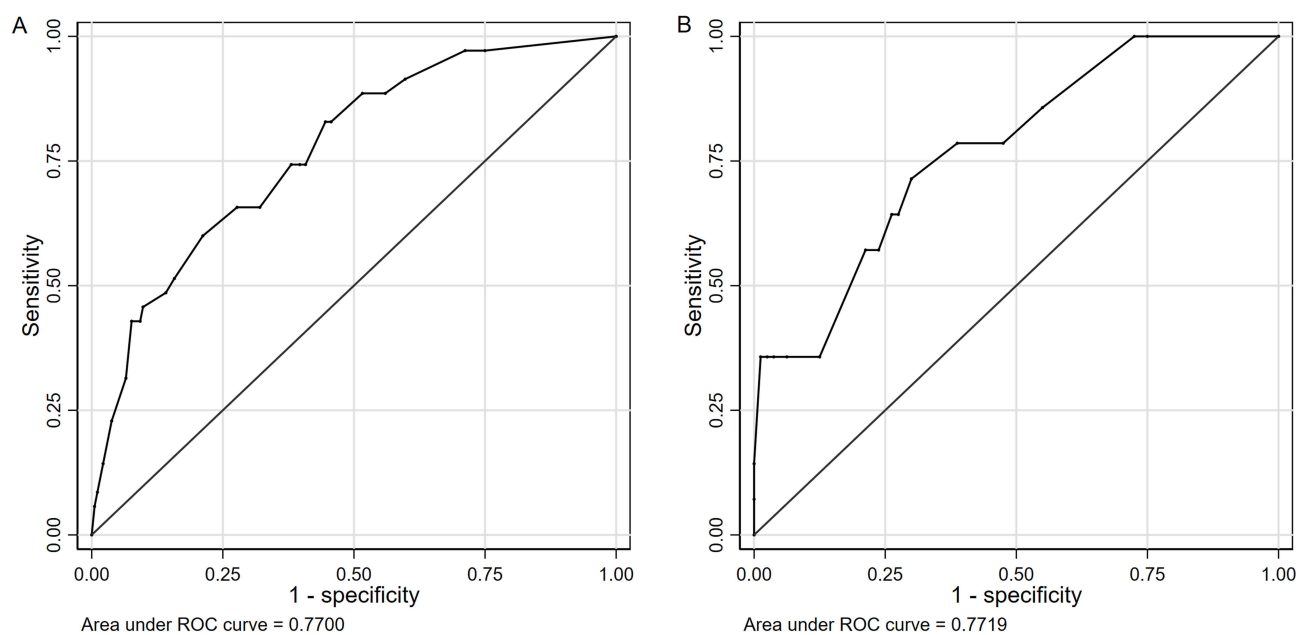 A
Sensitivity
1.00
0.75
0.50
0.25
0.00
0.00 0.25 0.50 0.75 1.00
1 - specificity
Area under ROC curve = 0.7700
B
Sensitivity
1.00
0.75
0.50
0.25
0.00
0.00 0.25 0.50 0.75 1.00
1 - specificity
Area under ROC curve = 0.7719